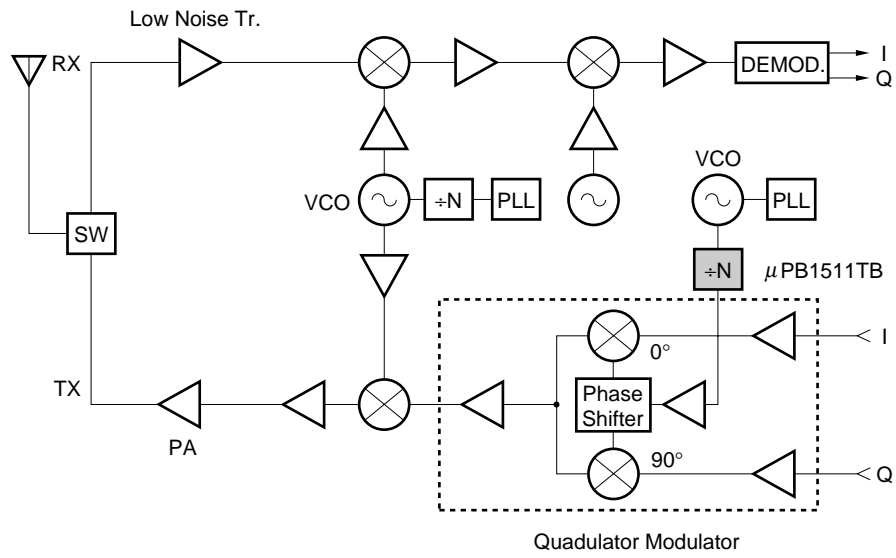 Low Noise Tr.
RX
DEMOD.
I
Q
VCO
÷N
PLL
VCO
PLL
SW
÷N
μPB1511TB
I
0°
TX
Phase
Shifter
PA
90°
Q
Quadulator Modulator